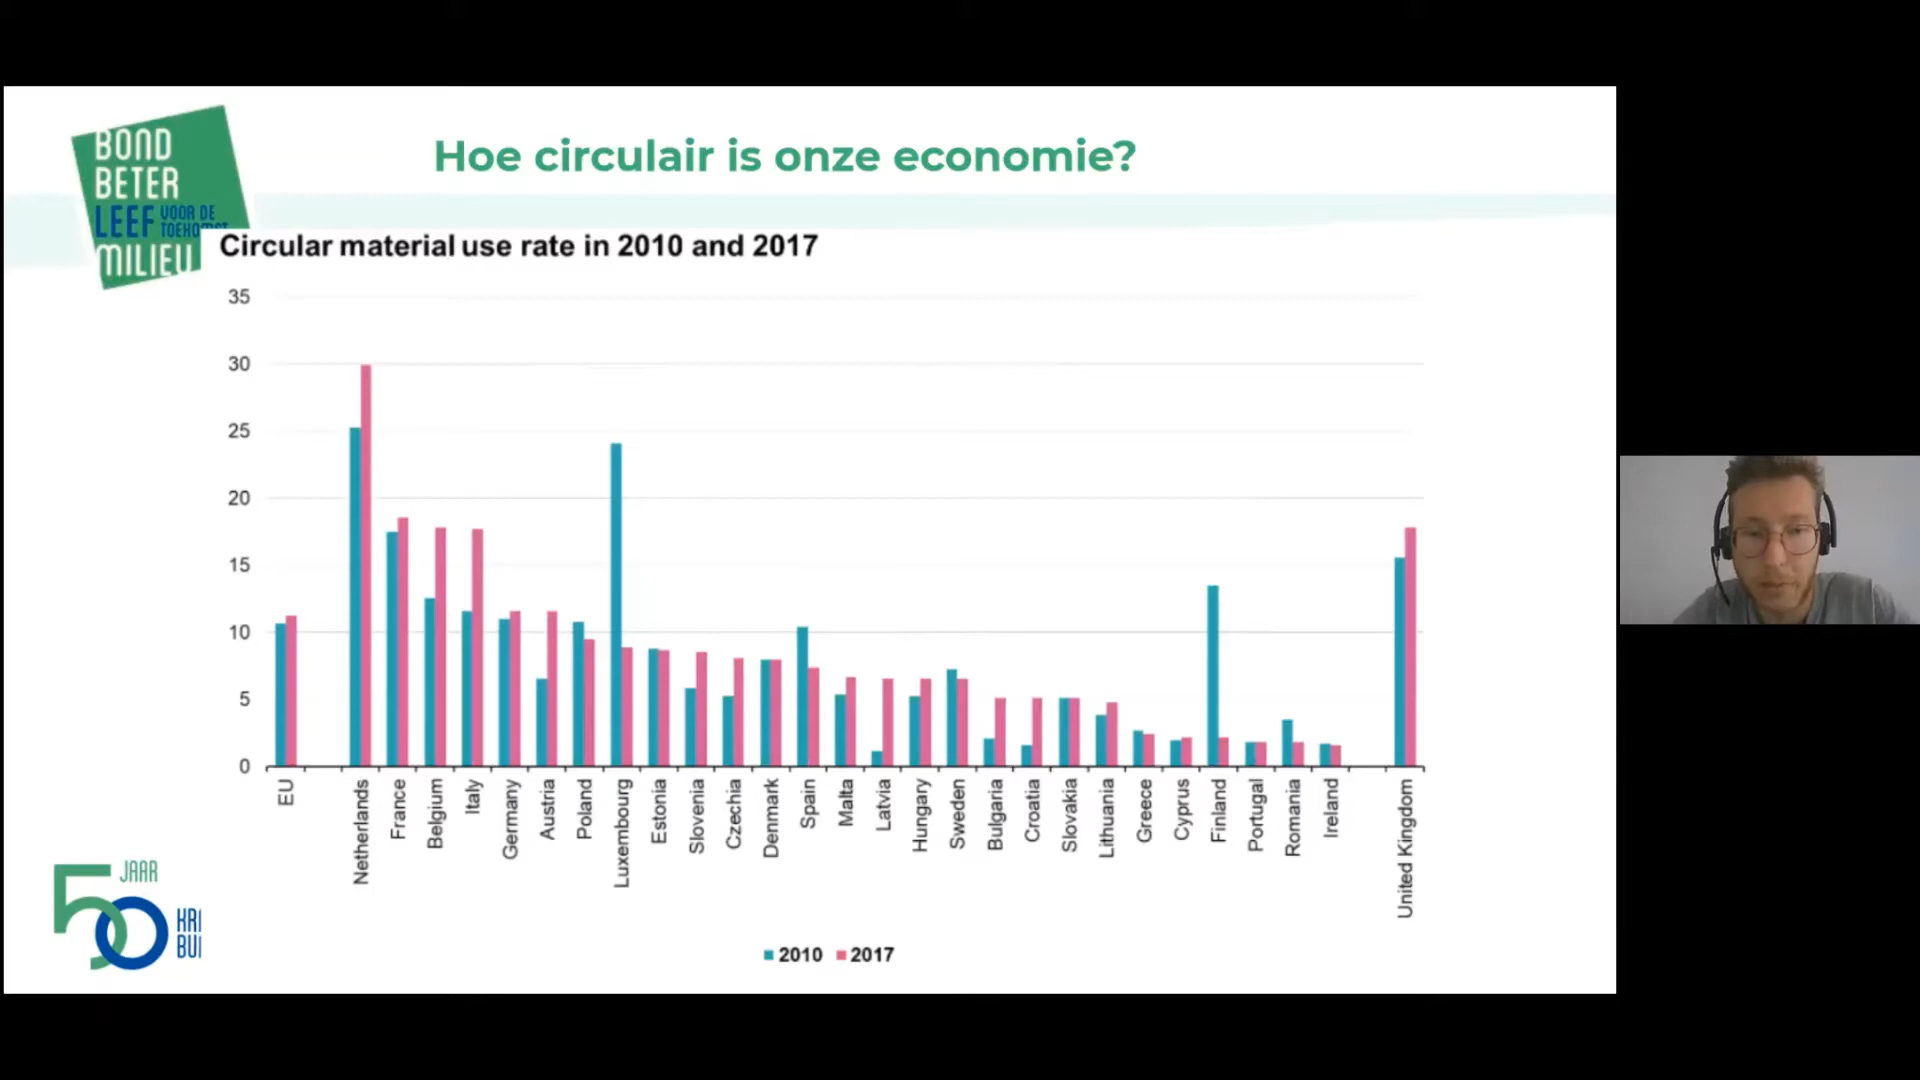 BOND
BETER
LEEF VOOR DE
MILIEU
Hoe circulair is onze economie?
Circular material use rate in 2010 and 2017
35
30
25
20
15
10
5
0
EU
Netherlands
France
Belgium
Italy
Germany
Austria
Poland
Luxembourg
Estonia
Slovenia
Czechia
Denmark
Spain
Malta
Latvia
Hungary
Sweden
Bulgaria
Croatia
Slovakia
Lithuania
Greece
Cyprus
Finland
Portugal
Romania
Ireland
United Kingdom
2010 2017
50 JAAR
KRI
BUI